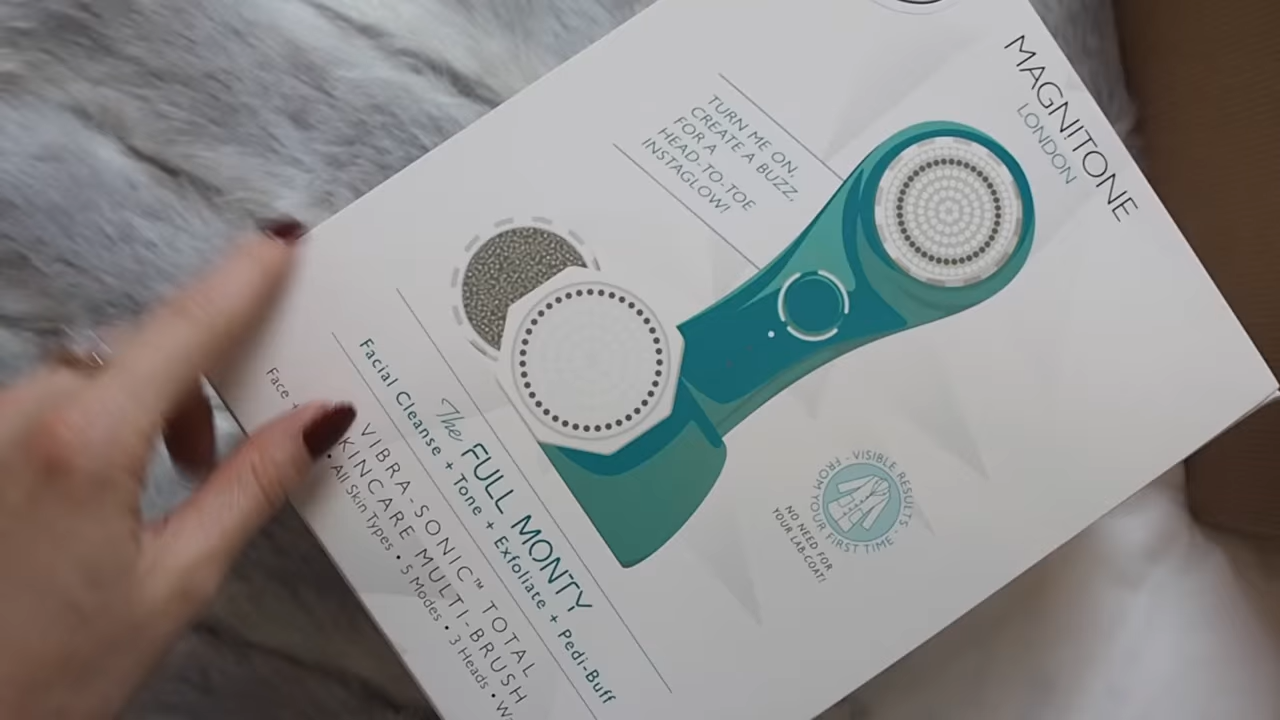 MAGNITONE
LONDON
TURN ME ON,
CREATE A BUZZ,
FOR A
HEAD-TO-TOE
INSTAGLOW!
VISIBLE RESULTS
FROM YOUR FIRST TIME
NO NEED FOR
YOUR LAB-COAT!
The FULL MONTY
Facial Cleanse + Tone + Exfoliate + Pedi-Buff
VIBRA-SONIC™ TOTAL
SKINCARE MULTI-BRUSH
• All Skin Types • 5 Modes • 3 Heads •
Face +